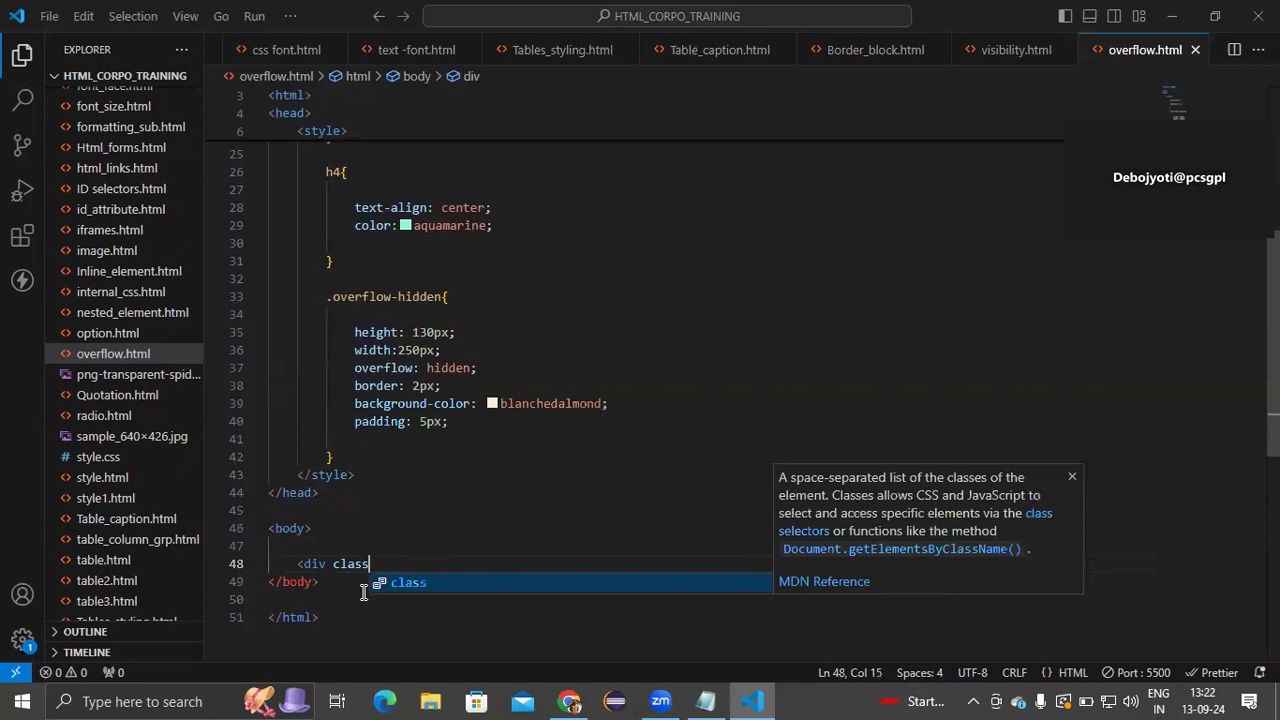 File Edit Selection View Go Run ··· HTML_CORPO_TRAINING
EXPLORER ···
css font.html text -font.html Tables_styling.html Table_caption.html Border_block.html visibility.html overflow.html
HTML_CORPO_TRAINING
font_face.html
font_size.html
formatting_sub.html
Html_forms.html
html_links.html
ID selectors.html
id_attribute.html
iframes.html
image.html
Inline_element.html
internal_css.html
nested_element.html
option.html
overflow.html
png-transparent-spid...
Quotation.html
radio.html
sample_640×426.jpg
style.css
style.html
style1.html
Table_caption.html
table_column_grp.html
table.html
table2.html
table3.html
Tables_styling.html
OUTLINE
TIMELINE
overflow.html > html > body > div
3 <html>
4 <head>
6 <style>
25 }
26 h4{
27
28 text-align: center;
29 color: aquamarine;
30
31 }
32
33 .overflow-hidden{
34
35 height: 130px;
36 width:250px;
37 overflow: hidden;
38 border: 2px;
39 background-color: blanchedalmond;
40 padding: 5px;
41
42 }
43 </style>
44 </head>
45
46 <body>
47
48 <div class
49 </body>
50
51 </html>
class
A space-separated list of the classes of the
element. Classes allows CSS and JavaScript to
select and access specific elements via the class
selectors or functions like the method
Document.getElementsByClassName() .
MDN Reference
Debojyoti@pcsgpl
1
0 0 0 Ln 48, Col 15 Spaces: 4 UTF-8 CRLF {} HTML Port : 5500 Prettier
Type here to search Start... ENG 13:22
IN 13-09-24